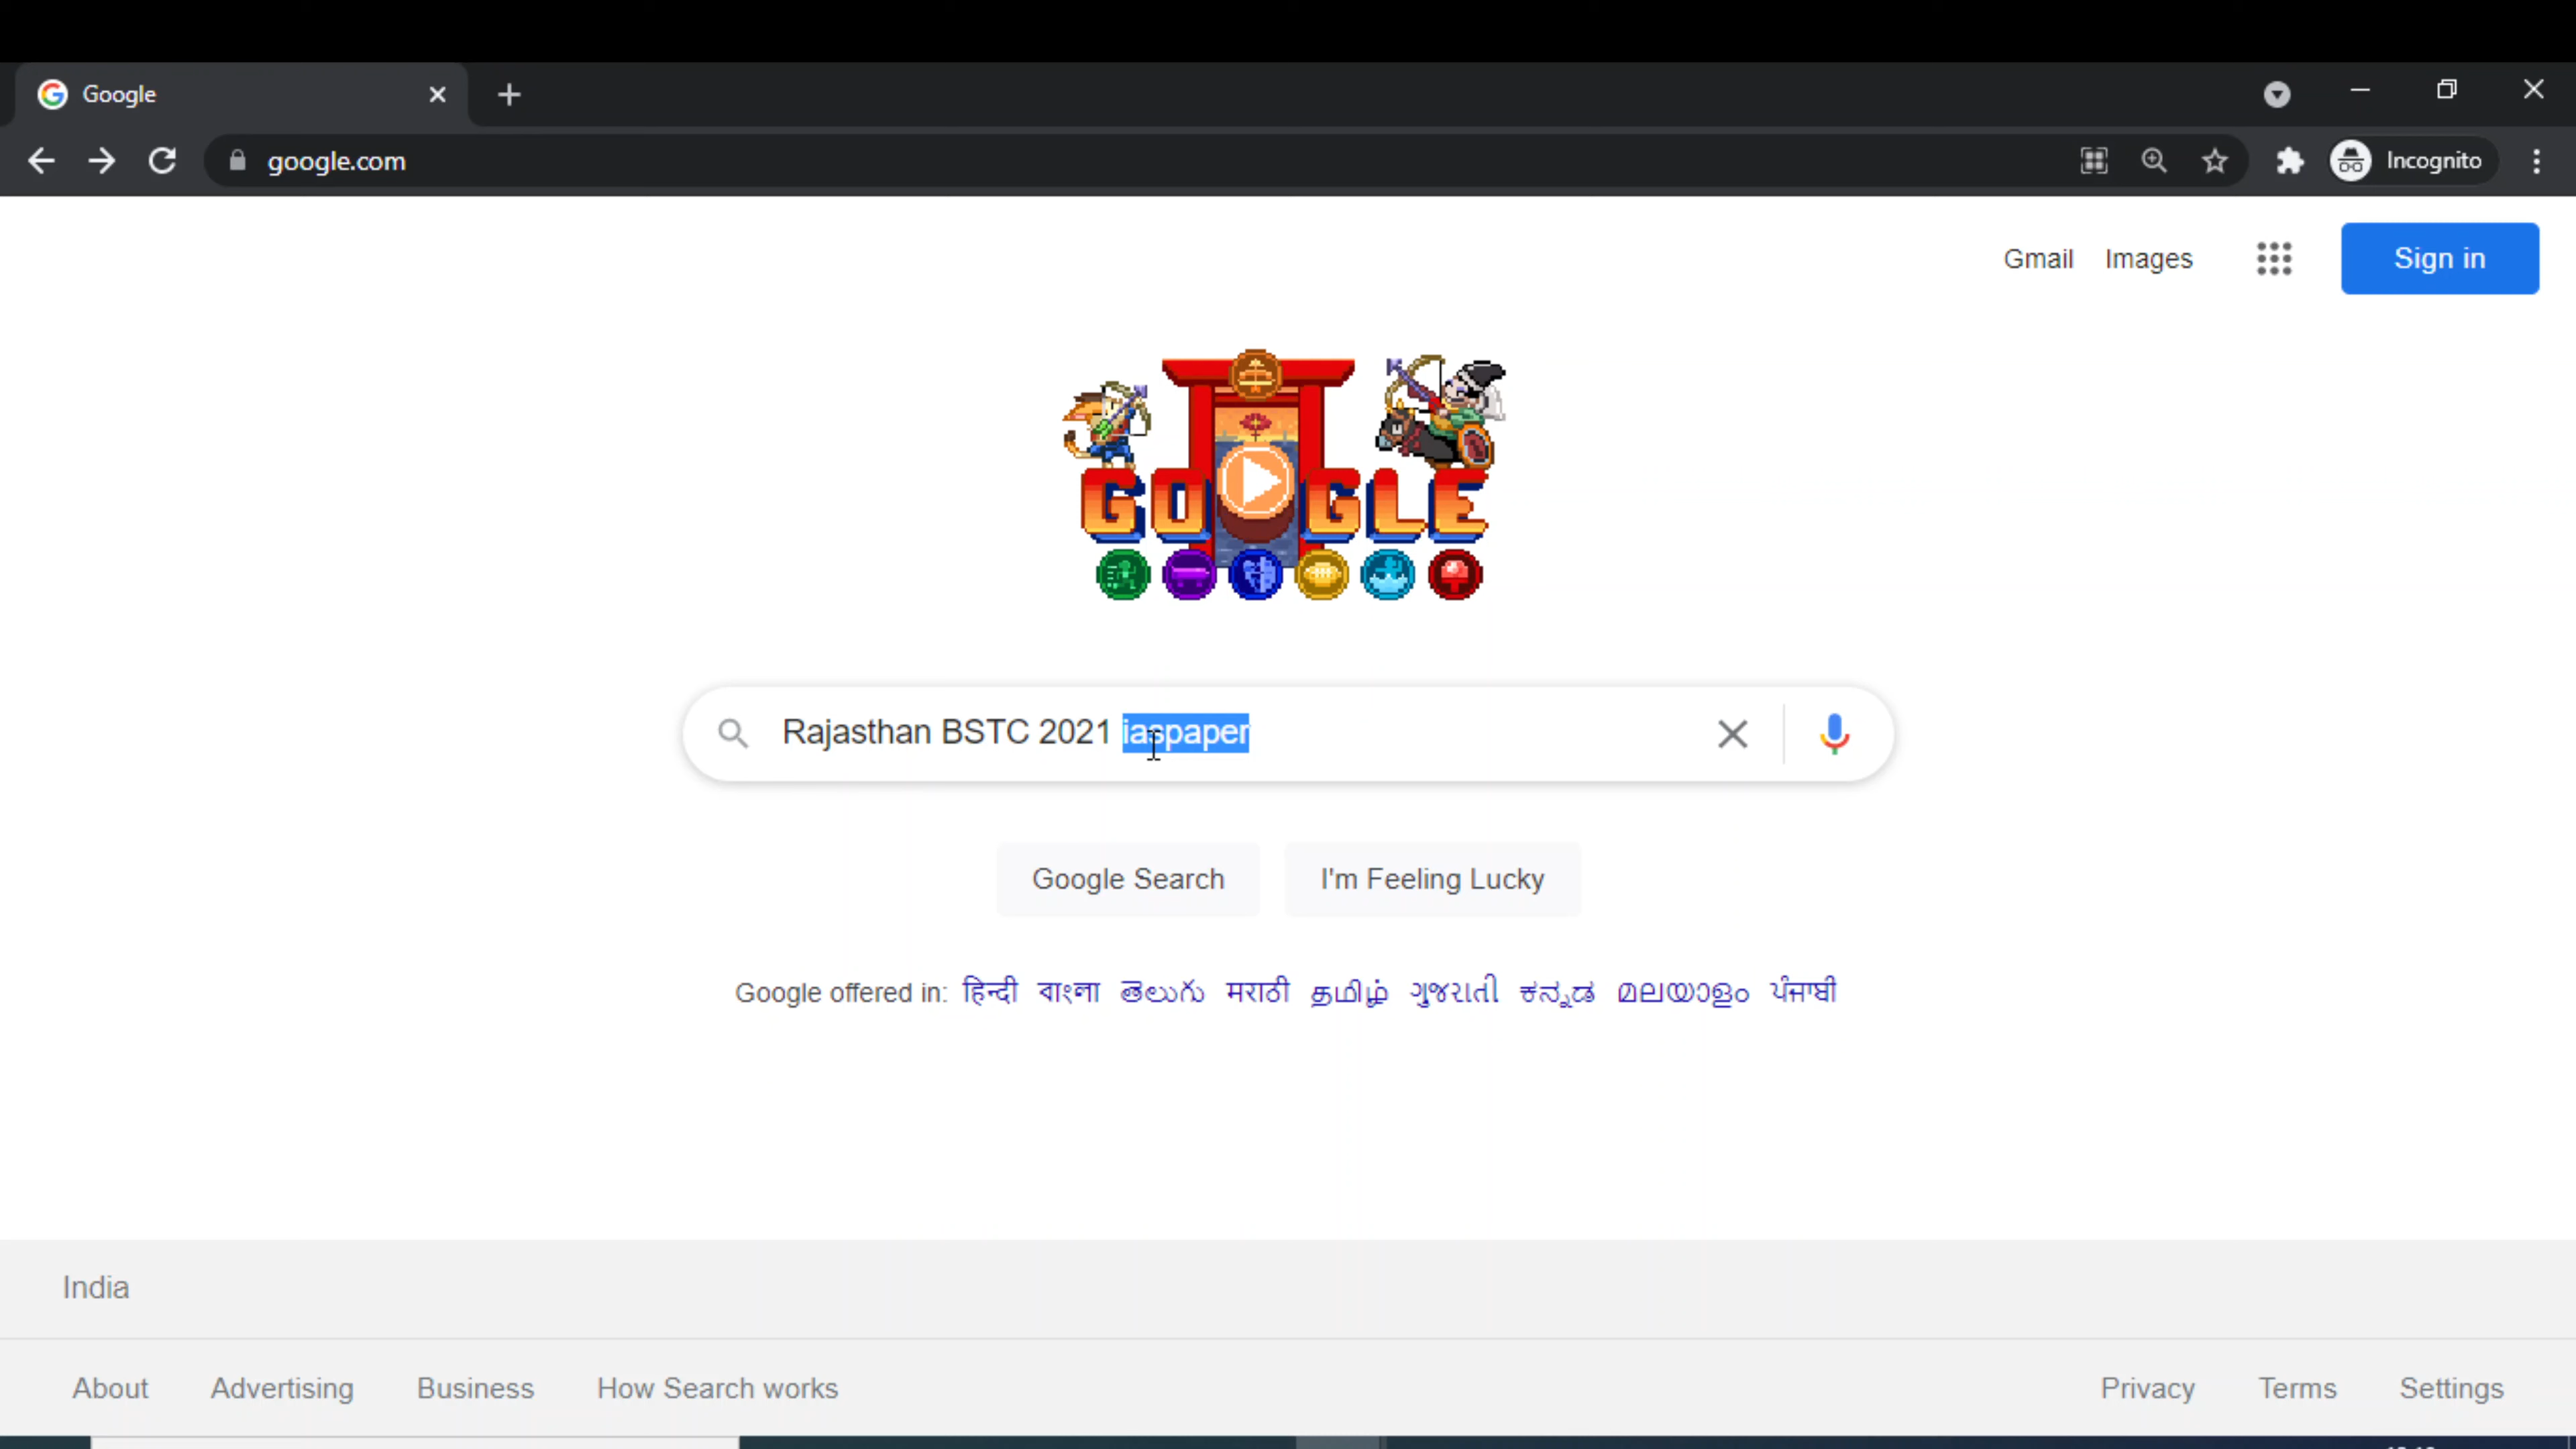 Google
google.com
Incognito
Gmail Images Sign in
GOOGLE
Rajasthan BSTC 2021 iaspaper
Google Search I'm Feeling Lucky
Google offered in: हिन्दी বাংলা తెలుగు मराठी தமிழ் ગુજરાતી ಕನ್ನಡ മലയാളം ਪੰਜਾਬੀ
India
About Advertising Business How Search works Privacy Terms Settings